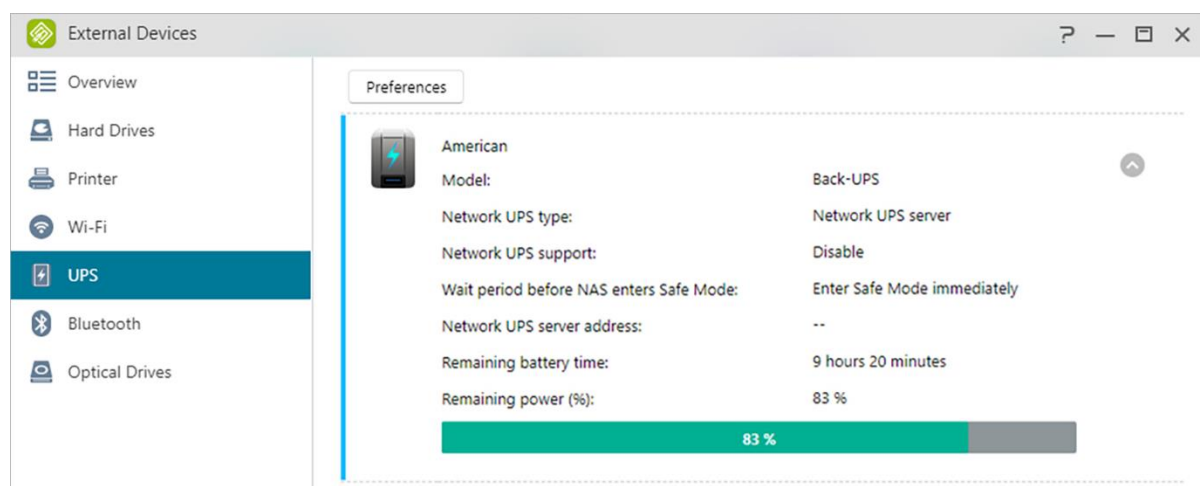 External Devices
Overview
Hard Drives
Printer
Wi-Fi
UPS
Bluetooth
Optical Drives
Preferences
American
Model: Back-UPS
Network UPS type: Network UPS server
Network UPS support: Disable
Wait period before NAS enters Safe Mode: Enter Safe Mode immediately
Network UPS server address: --
Remaining battery time: 9 hours 20 minutes
Remaining power (%): 83 %
83 %